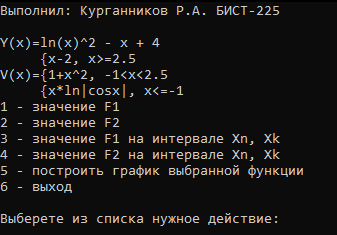 Выполнил: Курганников Р.А. БИСТ-225
Y(x)=ln(x)^2 - x + 4
{x-2, x>=2.5
V(x)={1+x^2, -1<x<2.5
{x*ln|cosx|, x<=-1
1 - значение F1
2 - значение F2
3 - значение F1 на интервале Xn, Xk
4 - значение F2 на интервале Xn, Xk
5 - построить график выбранной функции
6 - выход
Выберете из списка нужное действие: